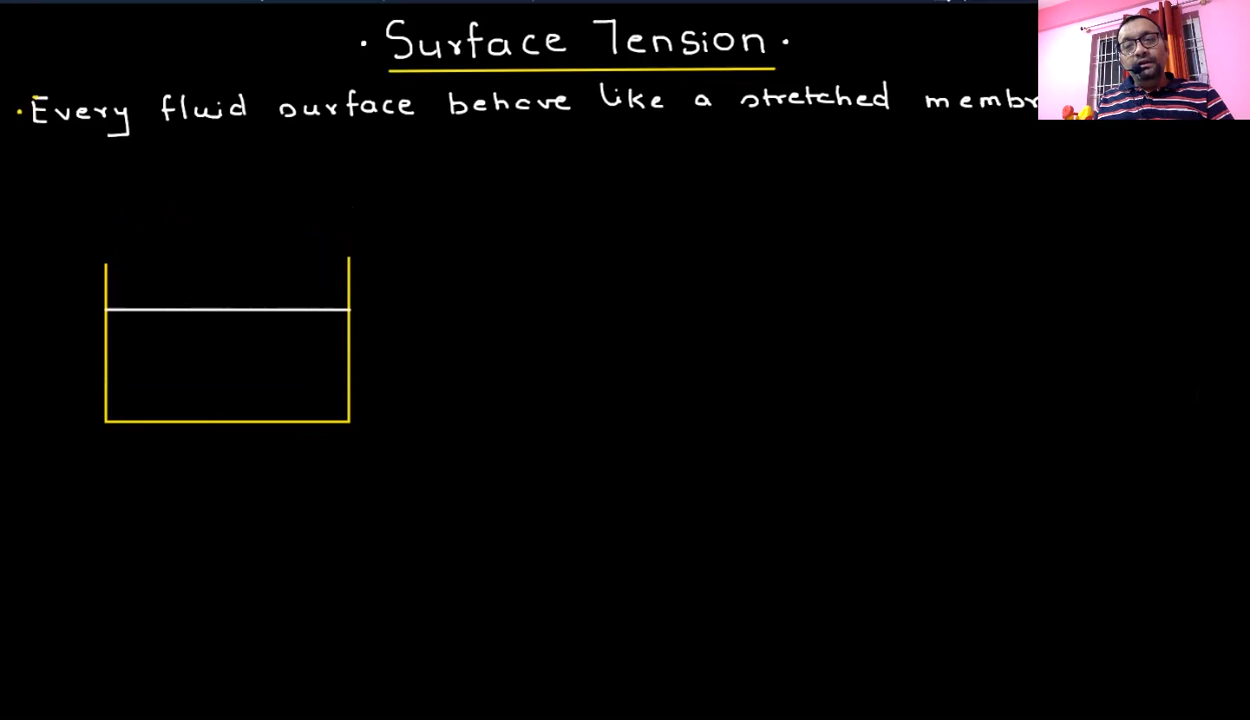 . Surface Tension .
. Every fluid surface behave like a stretched